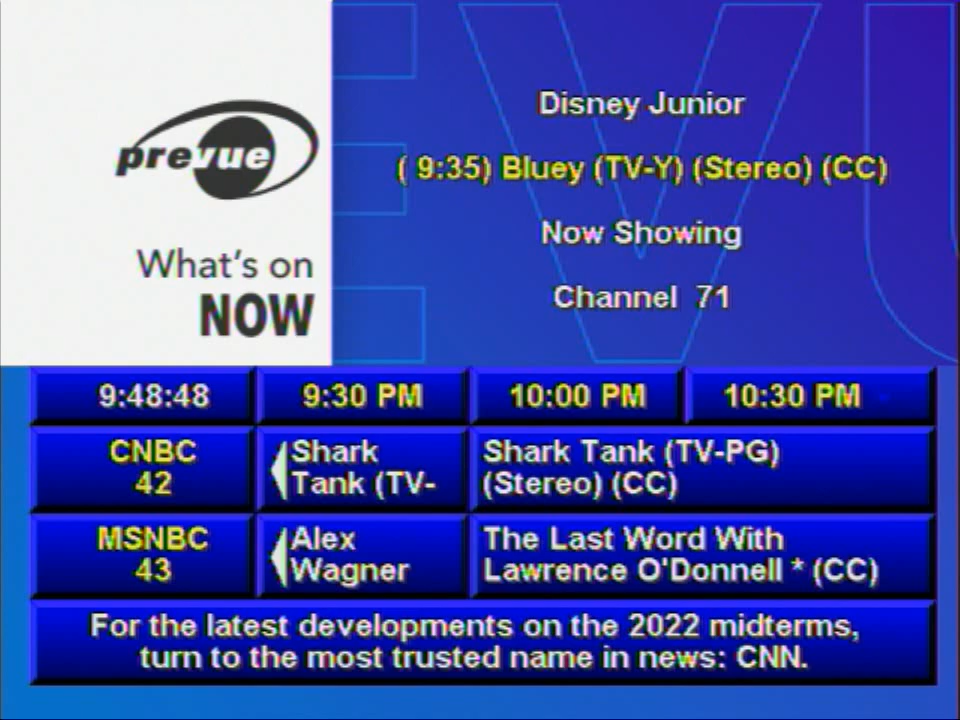 prevue
What's on
NOW
Disney Junior
( 9:35) Bluey (TV-Y) (Stereo) (CC)
Now Showing
Channel 71
9:48:48 9:30 PM 10:00 PM 10:30 PM
CNBC
42
Shark
Tank (TV-
Shark Tank (TV-PG)
(Stereo) (CC)
MSNBC
43
Alex
Wagner
The Last Word With
Lawrence O'Donnell * (CC)
For the latest developments on the 2022 midterms,
turn to the most trusted name in news: CNN.